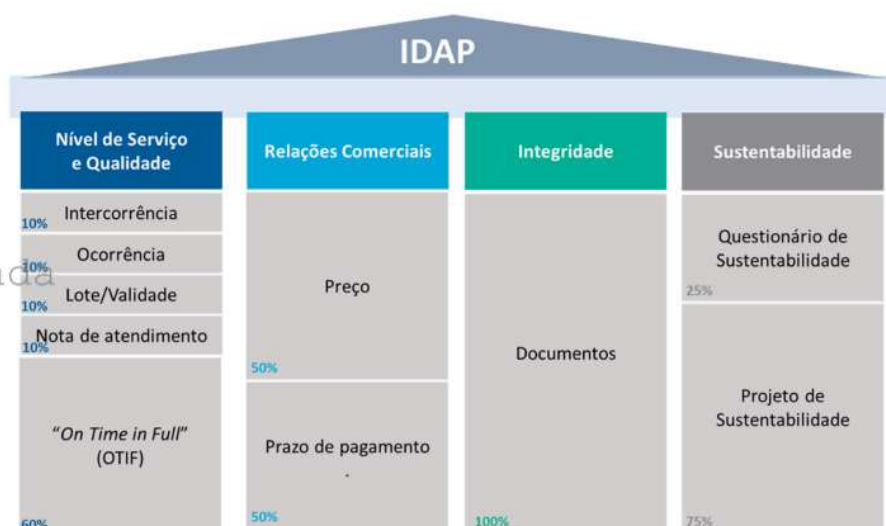 IDAP
Nível de Serviço
e Qualidade
Intercorrência
10%
Ocorrência
10%
Lote/Validade
10%
Nota de atendimento
10%
“On Time in Full”
(OTIF)
60%
Relações Comerciais
Preço
50%
Prazo de pagamento
.
50%
Integridade
Documentos
100%
Sustentabilidade
Questionário de
Sustentabilidade
25%
Projeto de
Sustentabilidade
75%